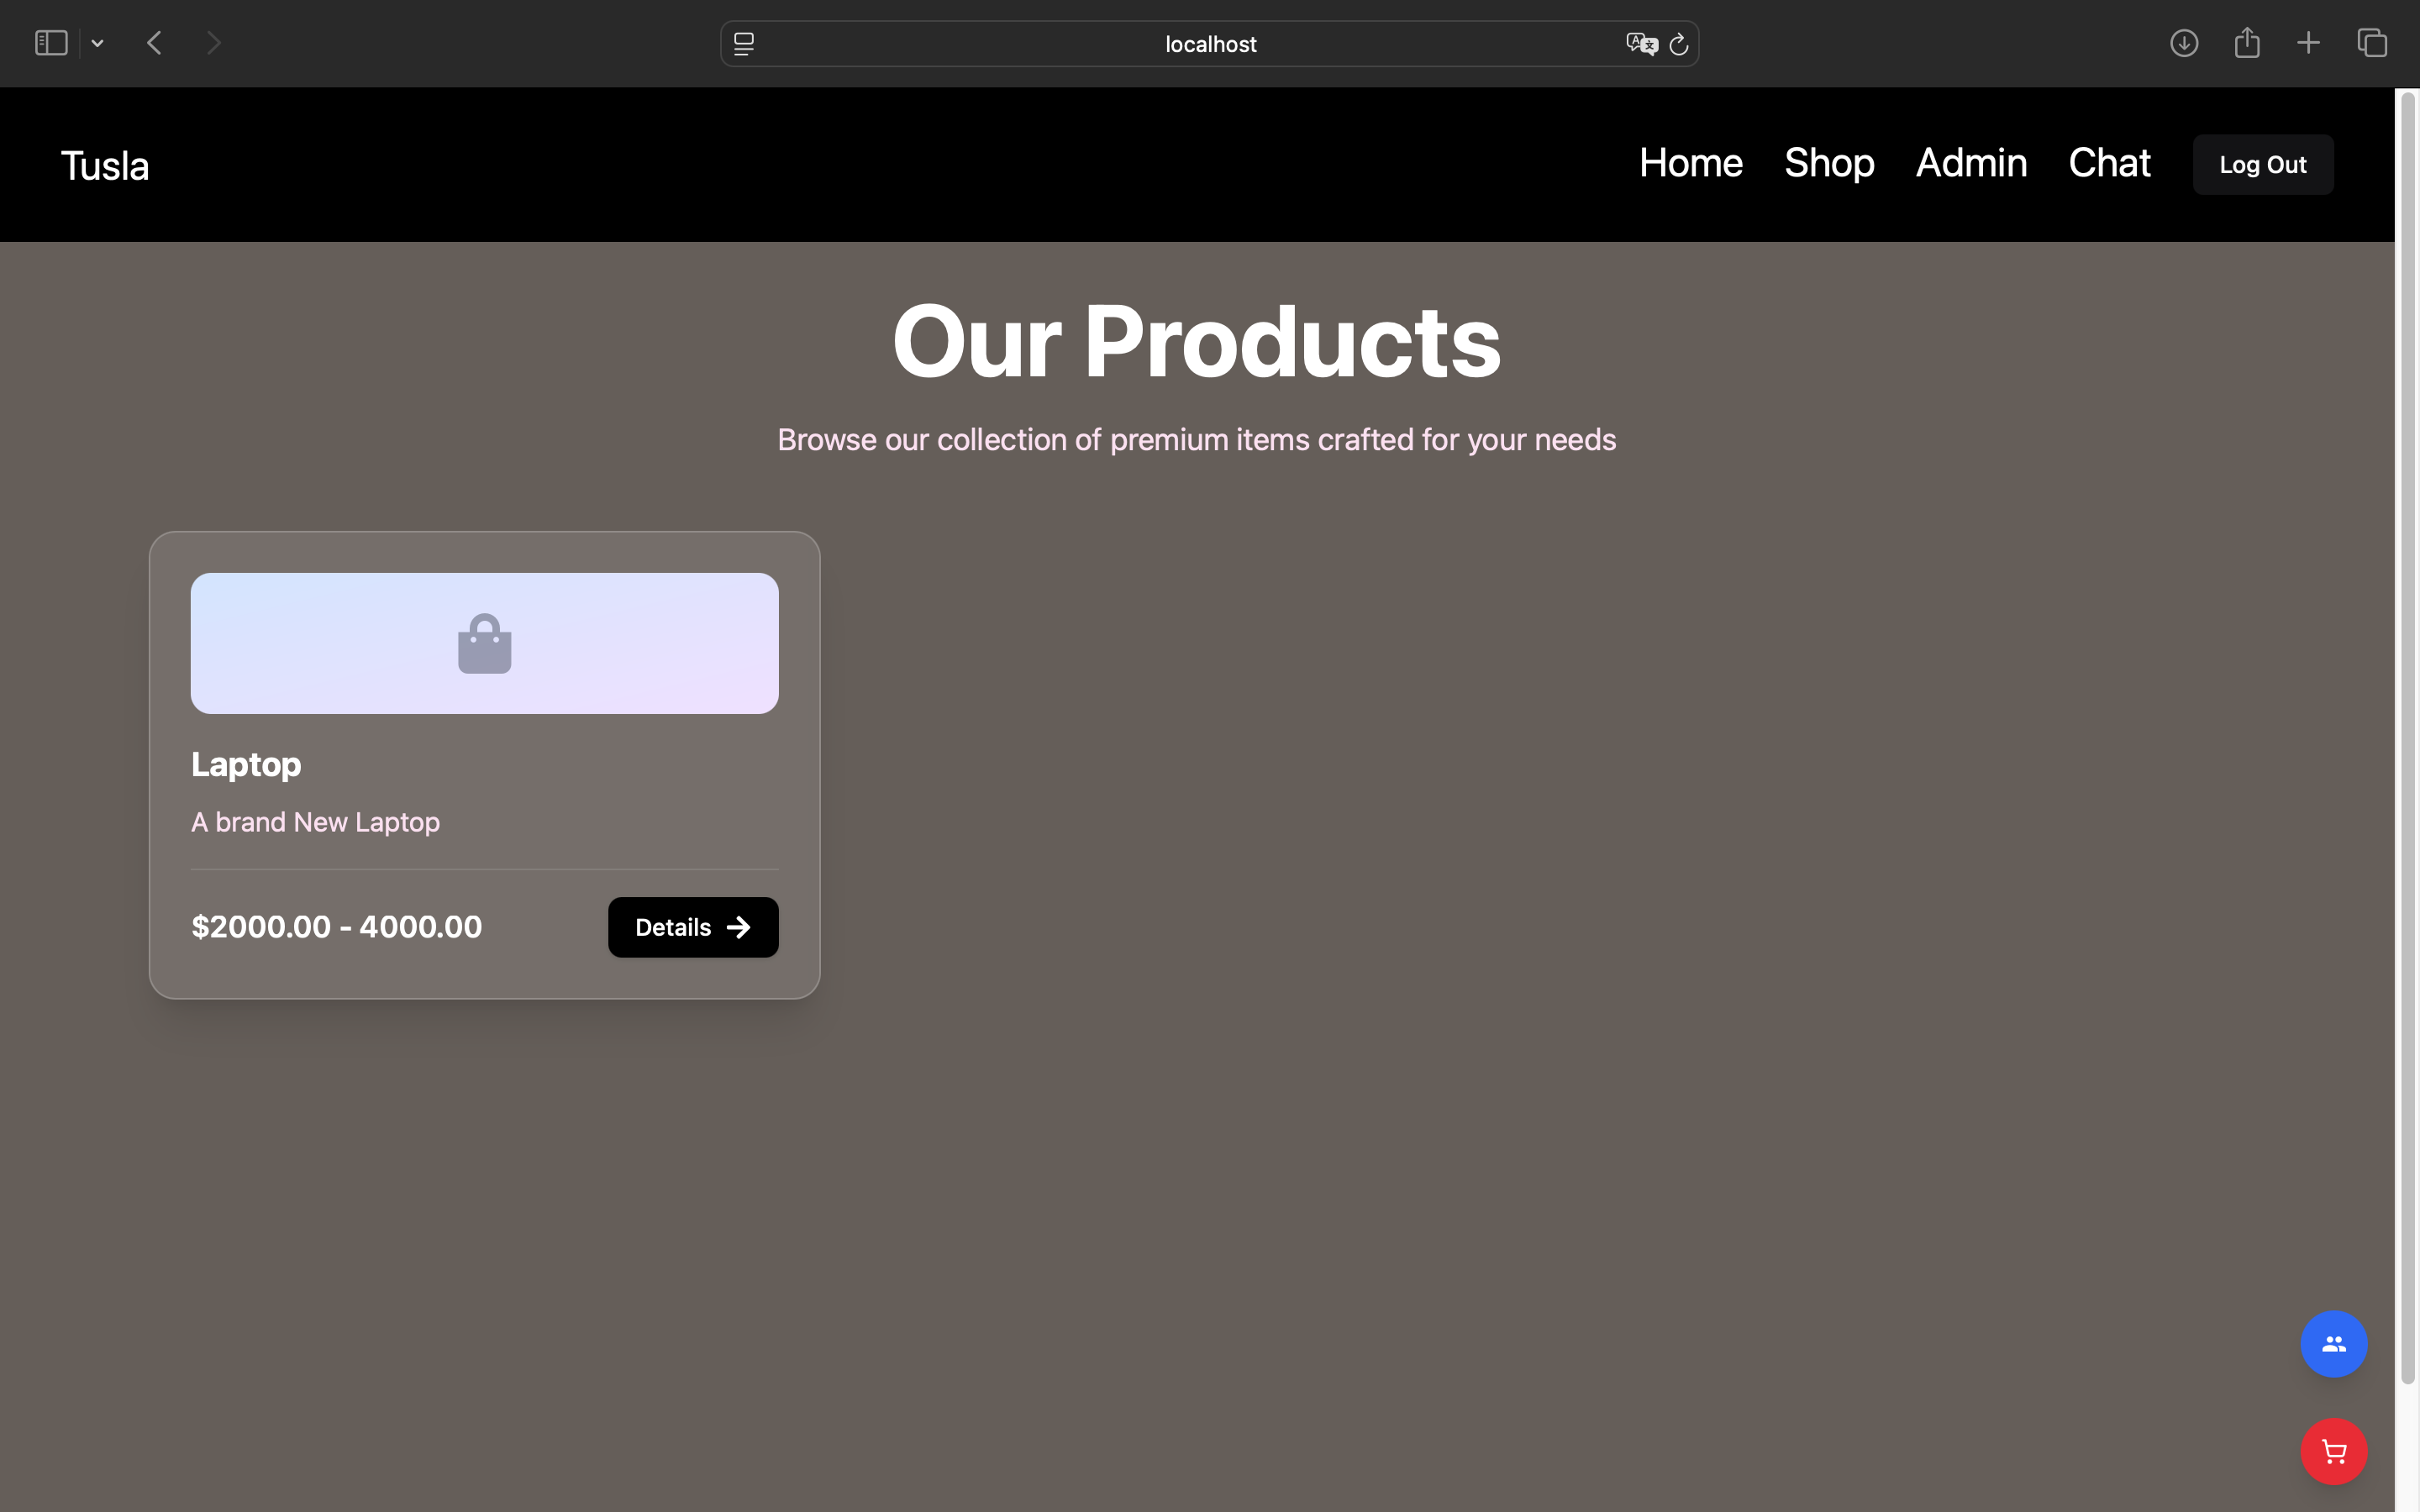 localhost
Tusla
Home Shop Admin Chat Log Out
Our Products
Browse our collection of premium items crafted for your needs
Laptop
A brand New Laptop
$2000.00 - 4000.00
Details